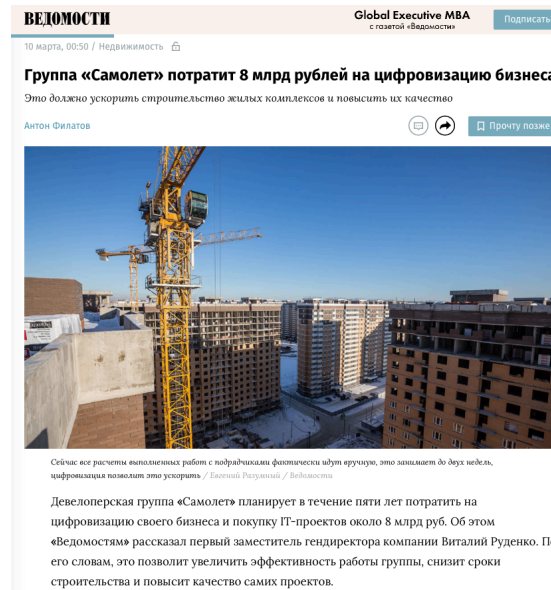 ВЕДОМОСТИ
Global Executive MBA
с газетой «Ведомости»
Подписать
10 марта, 00:50 / Недвижимость
Группа «Самолет» потратит 8 млрд рублей на цифровизацию бизнеса
Это должно ускорить строительство жилых комплексов и повысить их качество
Антон Филатов
Прочту позже
Сейчас все расчеты выполненных работ с подрядчиками фактически идут вручную, это занимает до двух недель,
цифровизация позволит это ускорить / Евгений Разумный / Ведомости
Девелоперская группа «Самолет» планирует в течение пяти лет потратить на
цифровизацию своего бизнеса и покупку IT-проектов около 8 млрд руб. Об этом
«Ведомостям» рассказал первый заместитель гендиректора компании Виталий Руденко. По
его словам, это позволит увеличить эффективность работы группы, снизит сроки
строительства и повысит качество самих проектов.